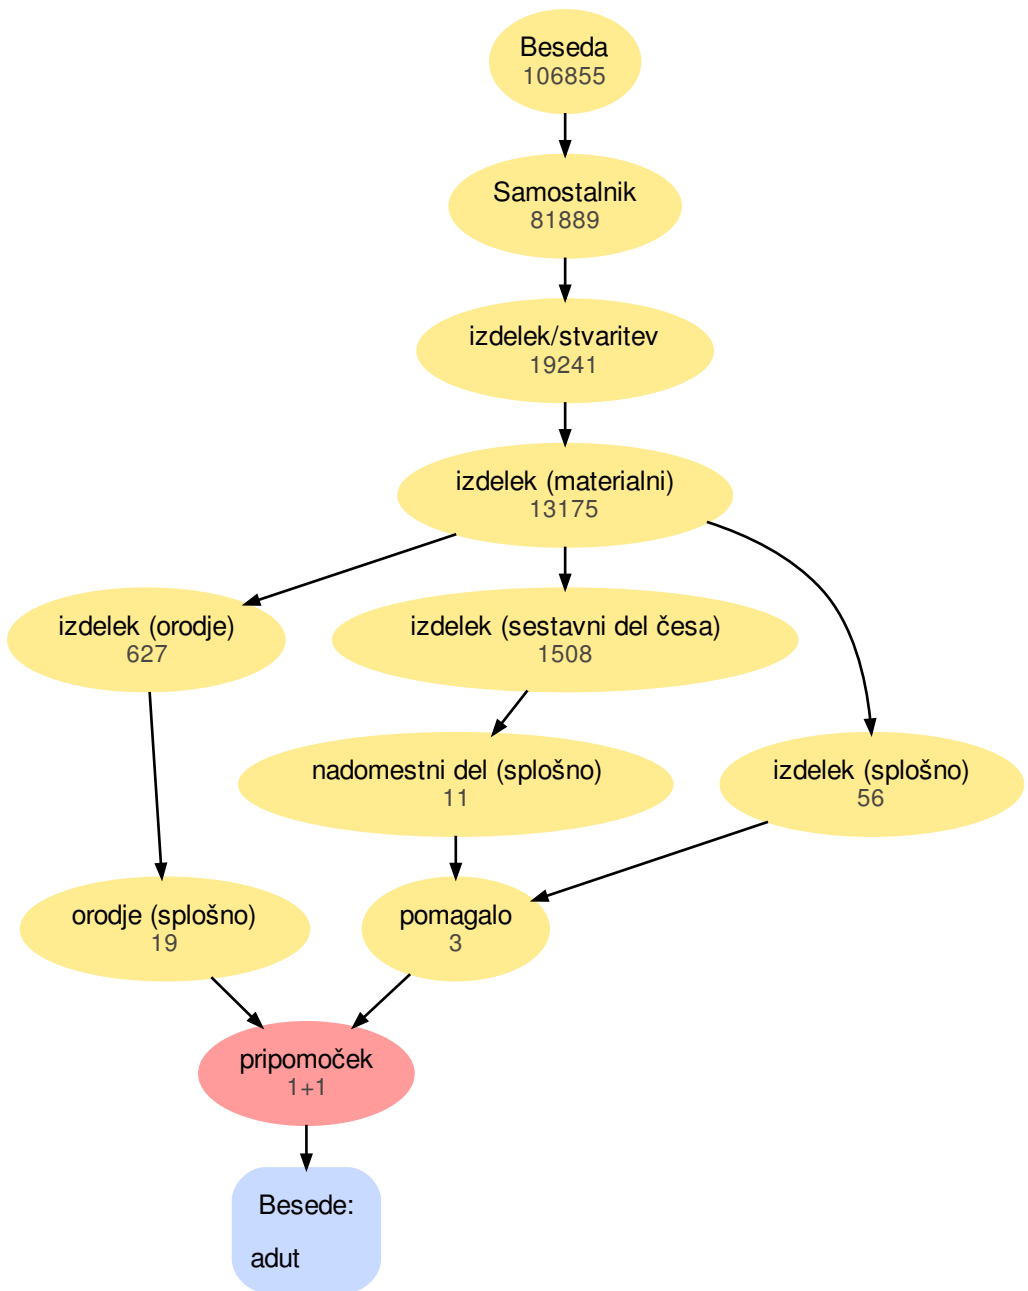 Beseda
106855
Samostalnik
81889
izdelek/stvaritev
19241
izdelek (materialni)
13175
izdelek (orodje)
627
izdelek (sestavni del česa)
1508
nadomestni del (splošno)
11
izdelek (splošno)
56
orodje (splošno)
19
pomagalo
3
pripomoček
1+1
Besede:
adut